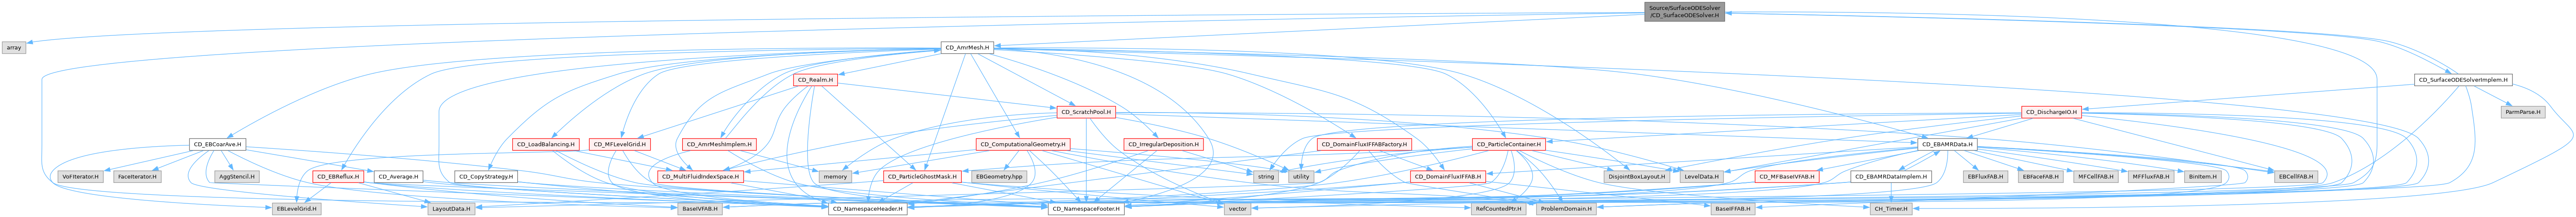 Source/SurfaceODESolver
/CD_SurfaceODESolver.H
array
CD_AmrMesh.H
CD_Realm.H
CD_SurfaceODESolverImplem.H
CD_ScratchPool.H
CD_DischargeIO.H
ParmParse.H
CD_EBCoarAve.H
CD_LoadBalancing.H
CD_MFLevelGrid.H
CD_AmrMeshImplem.H
CD_ComputationalGeometry.H
CD_IrregularDeposition.H
CD_DomainFluxIFFABFactory.H
CD_ParticleContainer.H
CD_EBAMRData.H
VoFIterator.H
FaceIterator.H
AggStencil.H
CD_EBReflux.H
CD_Average.H
CD_CopyStrategy.H
CD_MultiFluidIndexSpace.H
memory
CD_ParticleGhostMask.H
EBGeometry.hpp
string
utility
CD_DomainFluxIFFAB.H
DisjointBoxLayout.H
LevelData.H
CD_MFBaseIVFAB.H
CD_EBAMRDataImplem.H
EBFluxFAB.H
EBFaceFAB.H
MFCellFAB.H
MFFluxFAB.H
BinItem.H
EBCellFAB.H
EBLevelGrid.H
LayoutData.H
BaseIVFAB.H
CD_NamespaceHeader.H
CD_NamespaceFooter.H
vector
RefCountedPtr.H
ProblemDomain.H
BaseIFFAB.H
CH_Timer.H